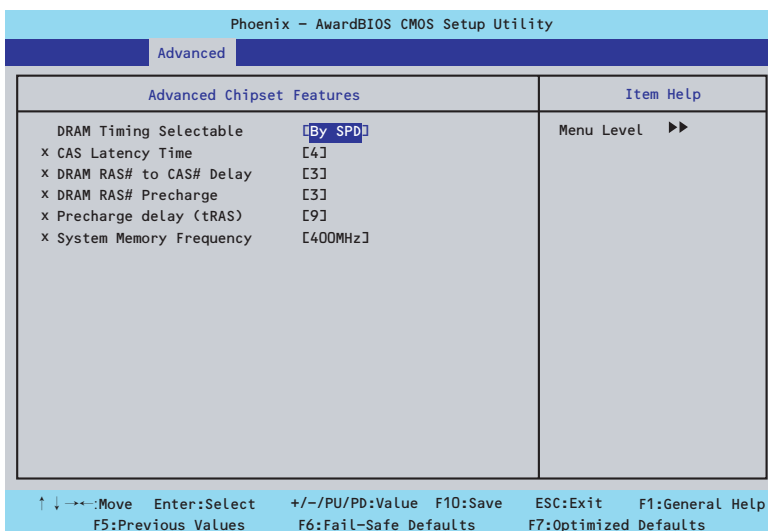 Phoenix – AwardBIOS CMOS Setup Utility
Advanced
Advanced Chipset Features
Item Help
DRAM Timing Selectable [By SPD]
Menu Level ▶▶
x CAS Latency Time [4]
x DRAM RAS# to CAS# Delay [3]
x DRAM RAS# Precharge [3]
x Precharge delay (tRAS) [9]
x System Memory Frequency [400MHz]
↑↓→←:Move Enter:Select +/-/PU/PD:Value F10:Save ESC:Exit F1:General Help
F5:Previous Values F6:Fail-Safe Defaults F7:Optimized Defaults